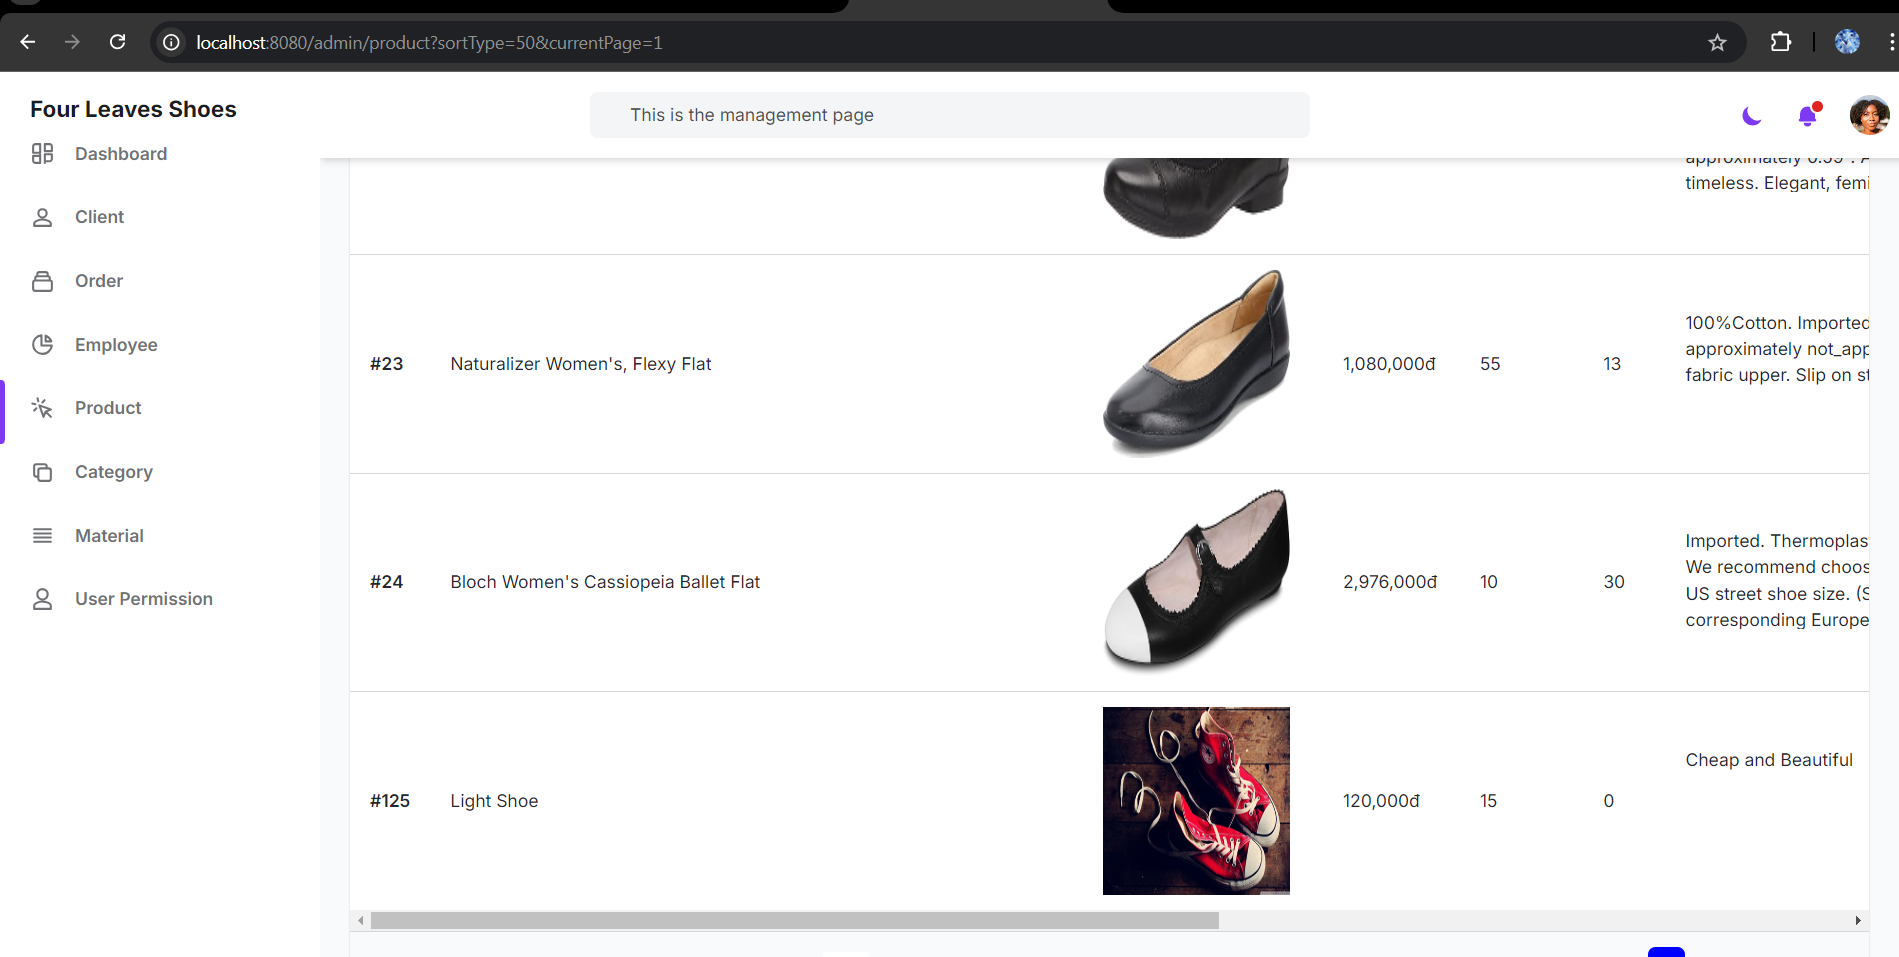 localhost:8080/admin/product?sortType=50&currentPage=1
Four Leaves Shoes
This is the management page
Dashboard
Client
Order
Employee
Product
Category
Material
User Permission
approximately 0.59". A
timeless. Elegant, femi
#23 Naturalizer Women's, Flexy Flat 1,080,000đ 55 13
100%Cotton. Imported
approximately not_app
fabric upper. Slip on st
#24 Bloch Women's Cassiopeia Ballet Flat 2,976,000đ 10 30
Imported. Thermoplas
We recommend choos
US street shoe size. (S
corresponding Europe
#125 Light Shoe 120,000đ 15 0
Cheap and Beautiful